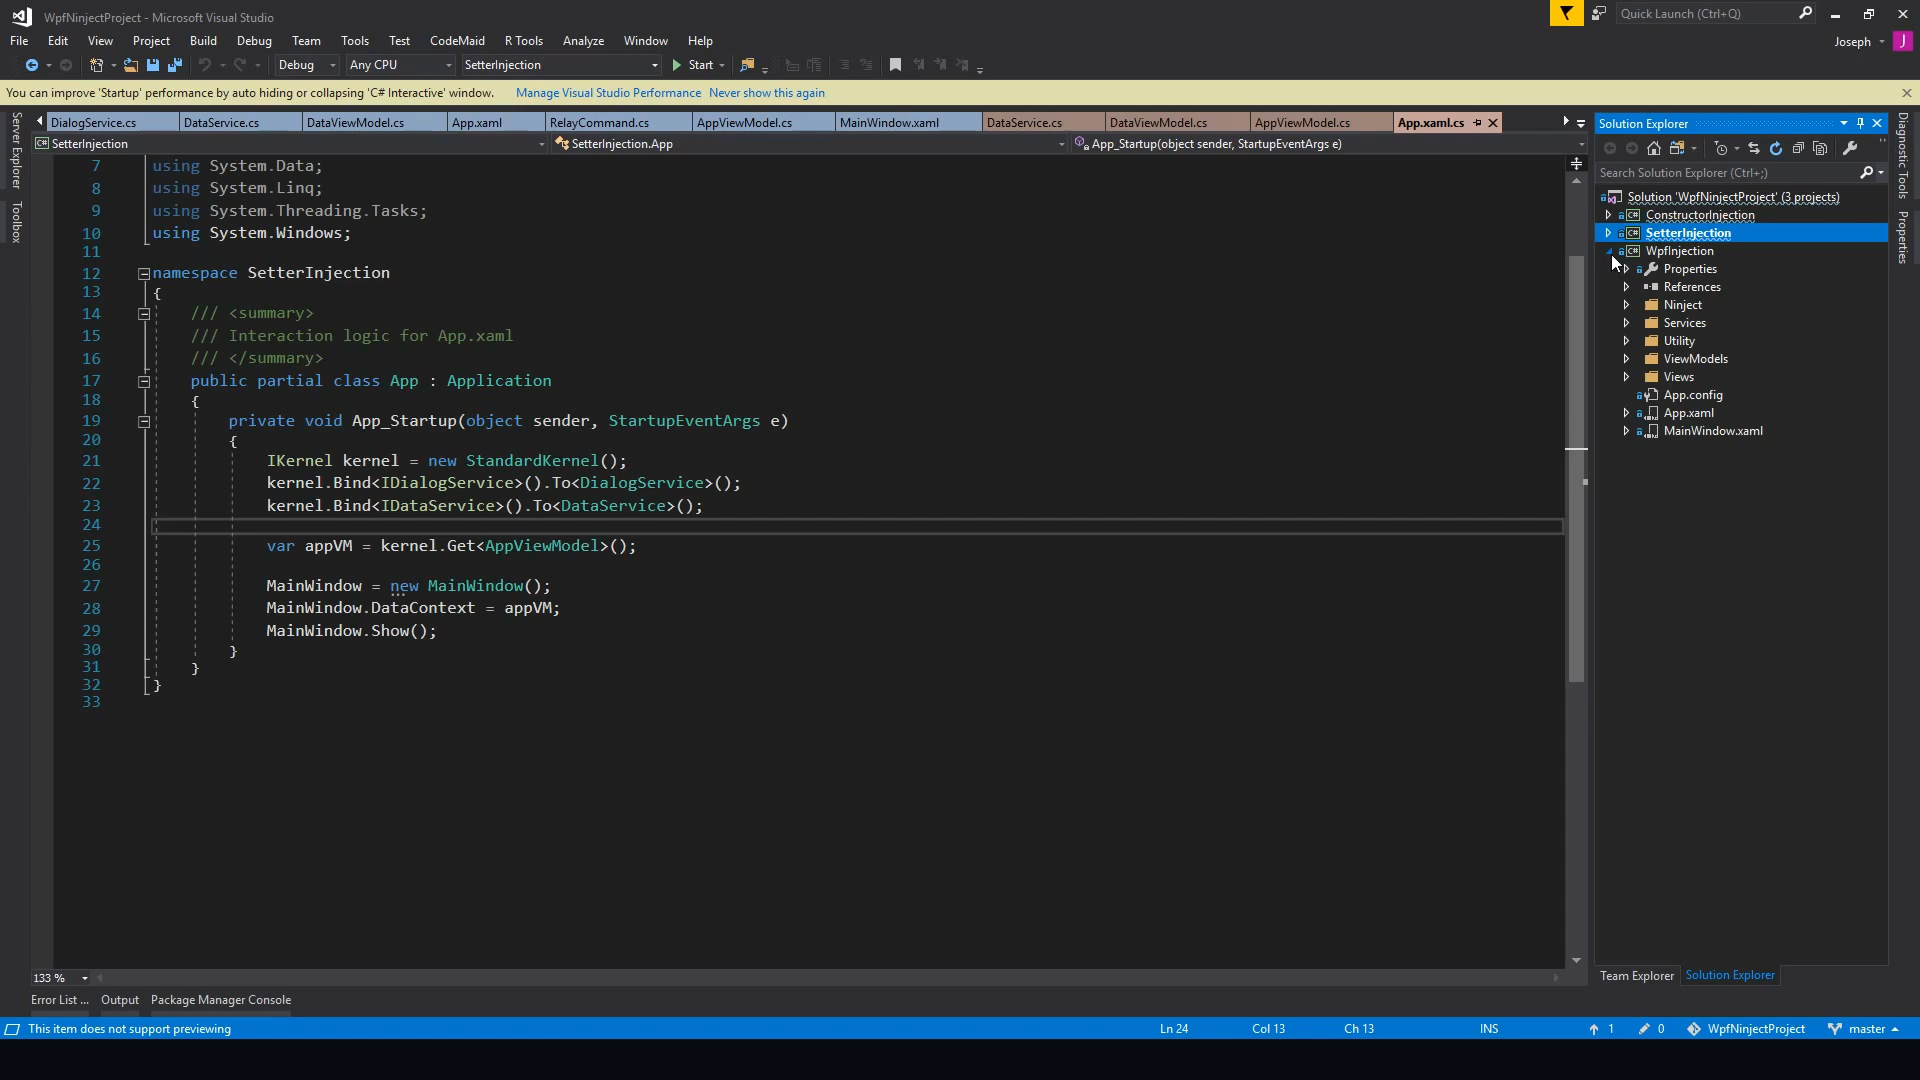 WpfNinjectProject - Microsoft Visual Studio
Quick Launch (Ctrl+Q)
File Edit View Project Build Debug Team Tools Test CodeMaid R Tools Analyze Window Help
Joseph J
Debug Any CPU SetterInjection Start
You can improve 'Startup' performance by auto hiding or collapsing 'C# Interactive' window. Manage Visual Studio Performance Never show this again
DialogService.cs DataService.cs DataViewModel.cs App.xaml RelayCommand.cs AppViewModel.cs MainWindow.xaml DataService.cs DataViewModel.cs AppViewModel.cs App.xaml.cs
SetterInjection SetterInjection.App App_Startup(object sender, StartupEventArgs e)
Server Explorer
Toolbox
7 using System.Data;
8 using System.Linq;
9 using System.Threading.Tasks;
10 using System.Windows;
11
12 namespace SetterInjection
13 {
14 /// <summary>
15 /// Interaction logic for App.xaml
16 /// </summary>
17 public partial class App : Application
18 {
19 private void App_Startup(object sender, StartupEventArgs e)
20 {
21 IKernel kernel = new StandardKernel();
22 kernel.Bind<IDialogService>().To<DialogService>();
23 kernel.Bind<IDataService>().To<DataService>();
24
25 var appVM = kernel.Get<AppViewModel>();
26
27 MainWindow = new MainWindow();
28 MainWindow.DataContext = appVM;
29 MainWindow.Show();
30 }
31 }
32 }
33
133 %
Error List ... Output Package Manager Console
Solution Explorer
Search Solution Explorer (Ctrl+;)
Solution 'WpfNinjectProject' (3 projects)
C# ConstructorInjection
C# SetterInjection
C# WpfInjection
Properties
References
Ninject
Services
Utility
ViewModels
Views
App.config
App.xaml
MainWindow.xaml
Team Explorer Solution Explorer
Diagnostic Tools
Properties
This item does not support previewing Ln 24 Col 13 Ch 13 INS 1 0 WpfNinjectProject master